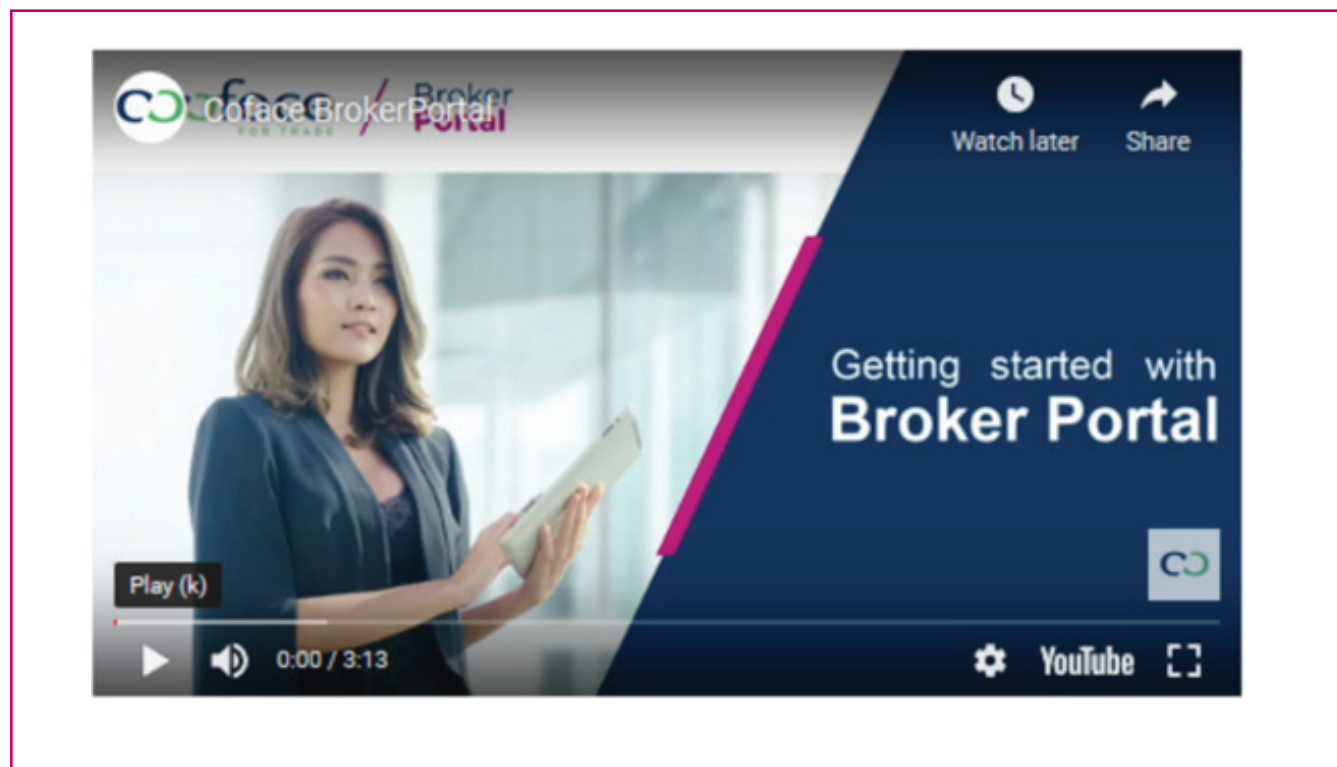 coface / Broker
Coface BrokerPortal
FOR TRADE Portal
Watch later Share
Getting started with
Broker Portal
Play (k)
0:00 / 3:13
YouTube